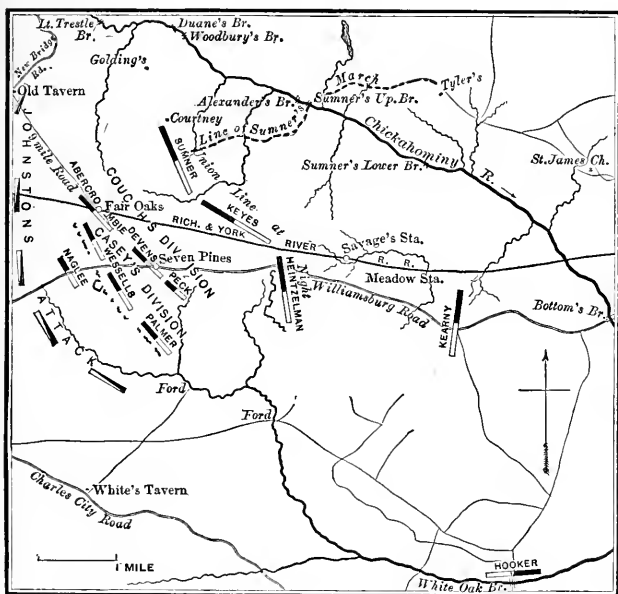 Lt. Trestle
Br.
Duane's Br.
Woodbury's Br.
New Bridge
Rd.
Golding's
Old Tavern
March
Tyler's
Alexander's Br.
Sumner's Up. Br.
Courtney
Line of Sumner's
Chickahominy
R.
St. James Ch.
JOHNSTON'S
9 mile Road
SUMNER
Union Line at Night
Sumner's Lower Br.
ABERCROMBIE
COUCH'S DIVISION
KEYES
Fair Oaks
RICH. & YORK RIVER R. R.
Savage's Sta.
DEVENS
CASEY'S DIVISION
Seven Pines
NAGLEE
WESSELLS
PECK
HEINTZELMAN
Meadow Sta.
Williamsburg Road
Bottom's Br.
PALMER
KEARNY
ATTACK
Ford
Ford
White's Tavern
Charles City
Road
1 MILE
HOOKER
White Oak Br.